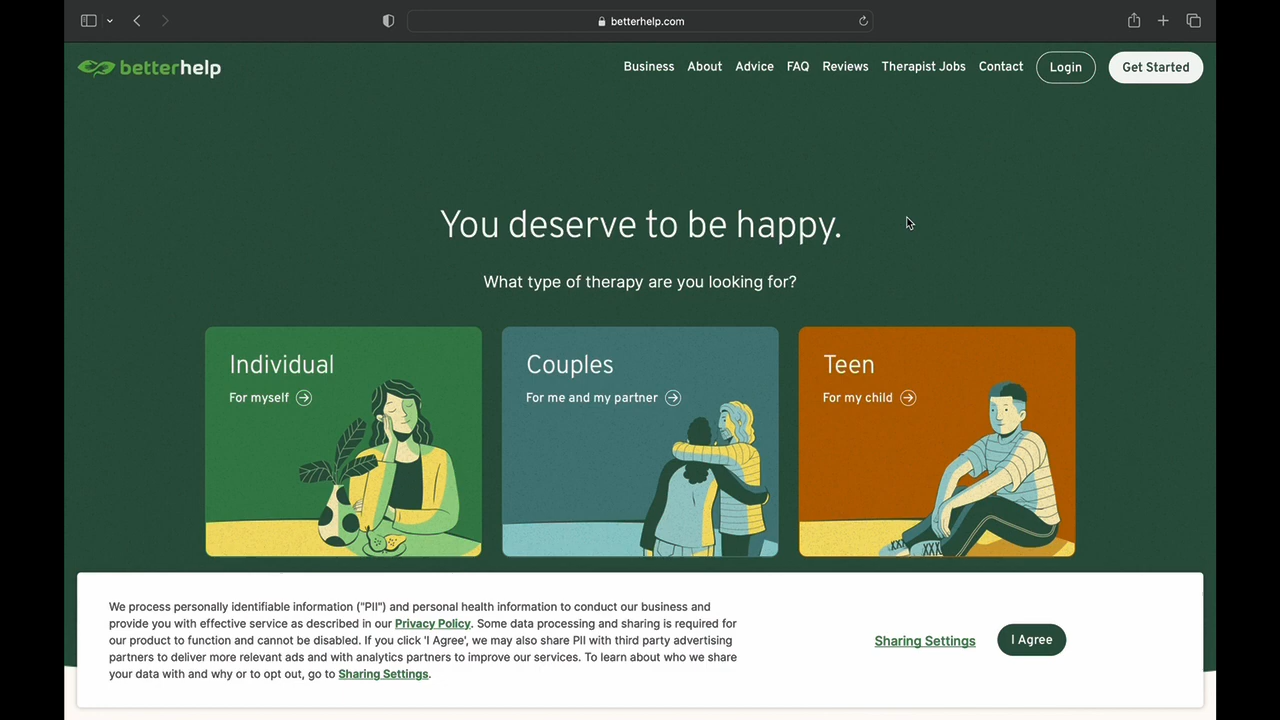 betterhelp.com
betterhelp
Business About Advice FAQ Reviews Therapist Jobs Contact Login Get Started
You deserve to be happy.
What type of therapy are you looking for?
Individual
For myself
Couples
For me and my partner
Teen
For my child
We process personally identifiable information ("PII") and personal health information to conduct our business and
provide you with effective service as described in our Privacy Policy. Some data processing and sharing is required for
our product to function and cannot be disabled. If you click 'I Agree', we may also share PII with third party advertising
partners to deliver more relevant ads and with analytics partners to improve our services. To learn about who we share
your data with and why or to opt out, go to Sharing Settings.
Sharing Settings
I Agree